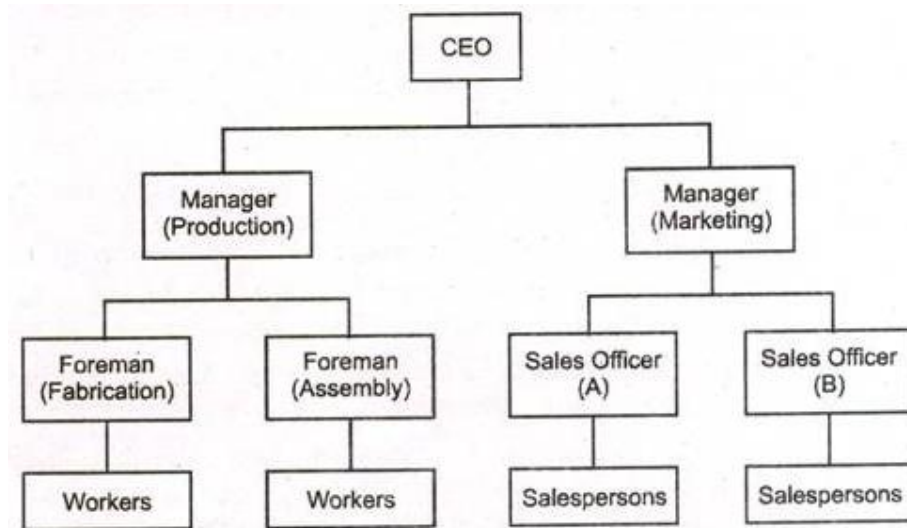 CEO
Manager
(Production)
Manager
(Marketing)
Foreman
(Fabrication)
Foreman
(Assembly)
Sales Officer
(A)
Sales Officer
(B)
Workers
Workers
Salespersons
Salespersons